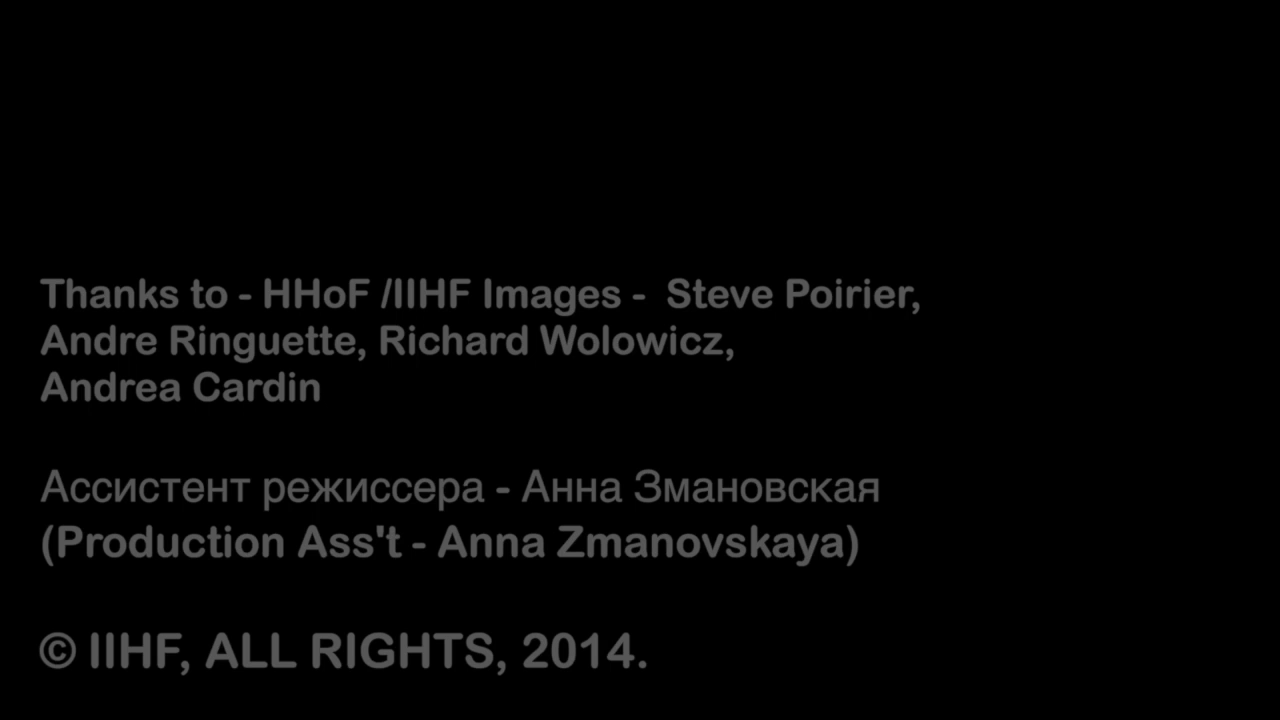 Thanks to - HHoF /IIHF Images -  Steve Poirier,
Andre Ringuette, Richard Wolowicz,
Andrea Cardin
Ассистент режиссера - Анна Змановская
(Production Ass't - Anna Zmanovskaya)
© IIHF, ALL RIGHTS, 2014.